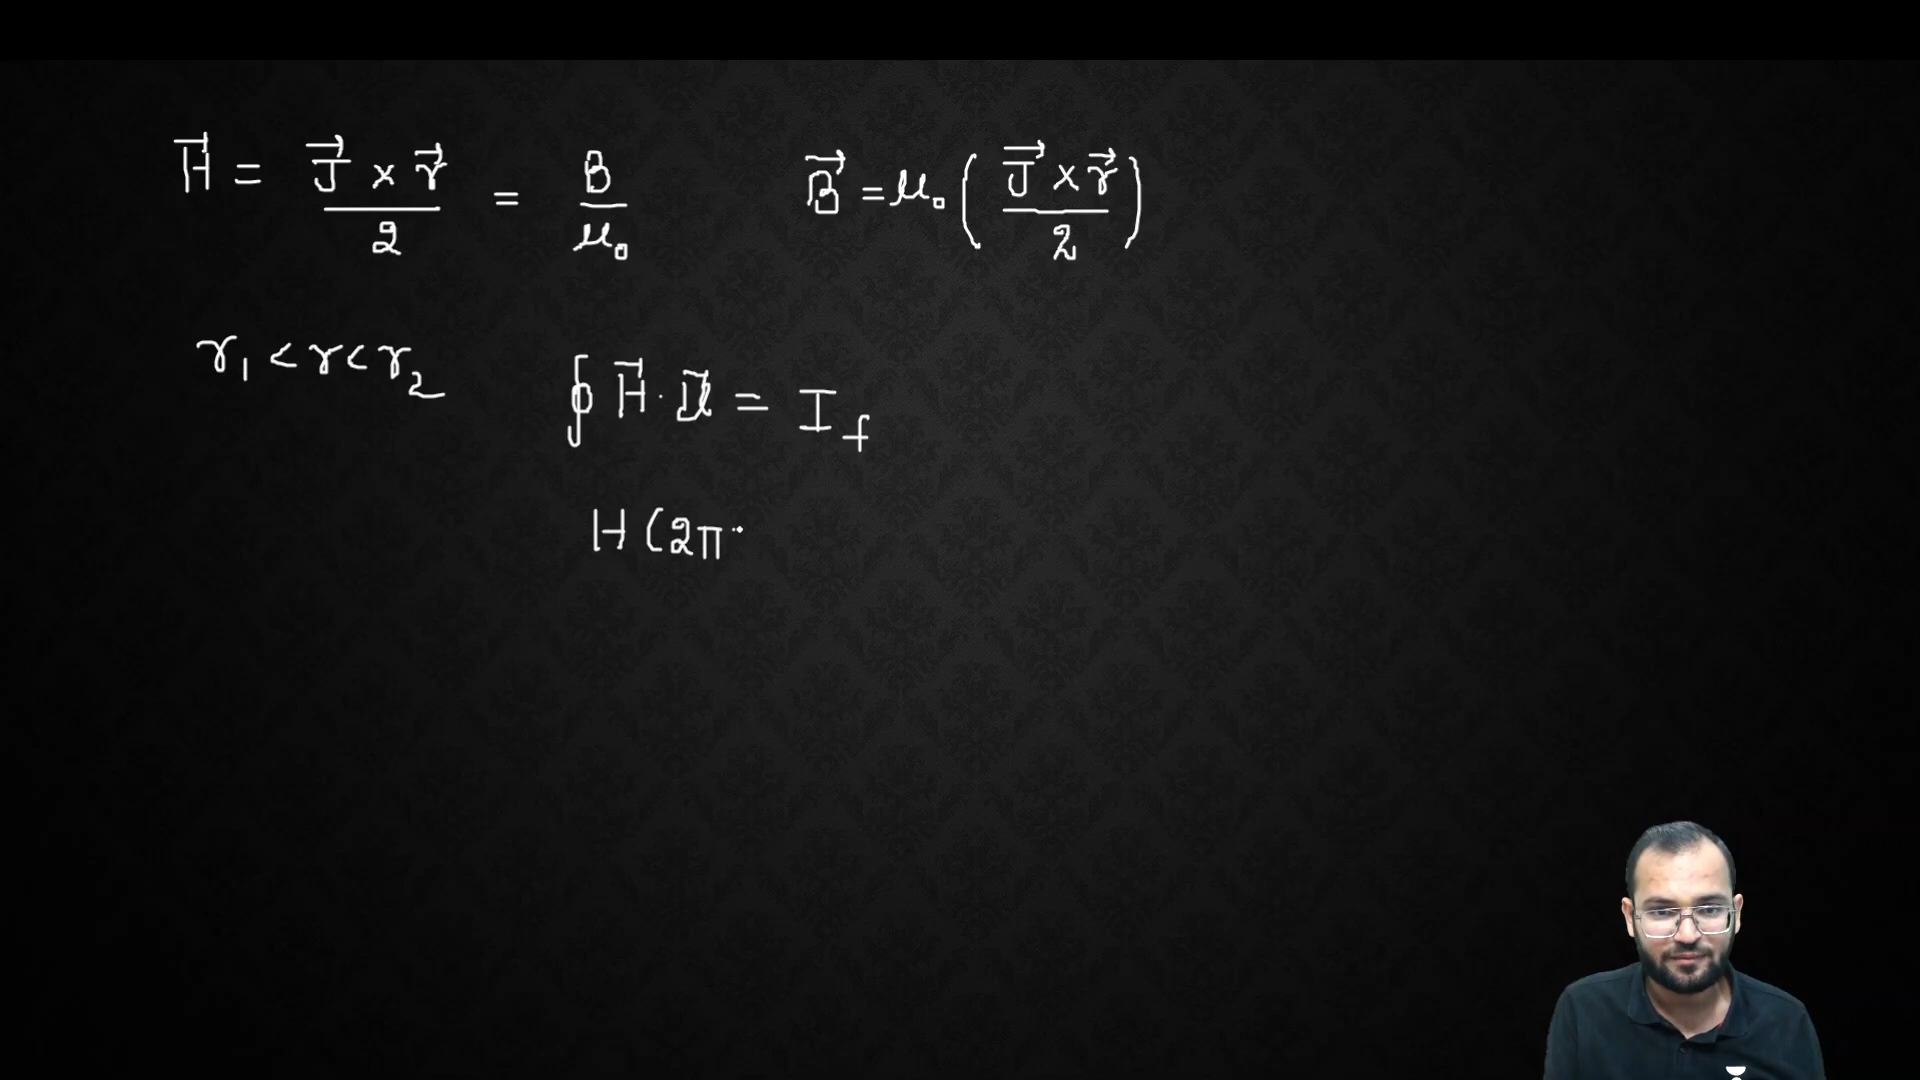 H⃗ = (J⃗ × r⃗)/2 = B/μ₀   B⃗ = μ₀ ( (J⃗ × r⃗)/2 )
r₁ < r < r₂   ∮ H⃗ · dl⃗ = I_f
H (2π